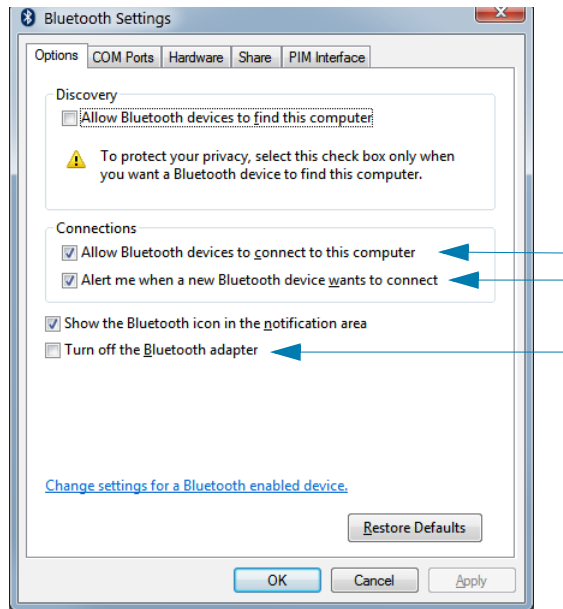 Bluetooth Settings
Options COM Ports Hardware Share PIM Interface
Discovery
Allow Bluetooth devices to find this computer
To protect your privacy, select this check box only when
you want a Bluetooth device to find this computer.
Connections
Allow Bluetooth devices to connect to this computer
Alert me when a new Bluetooth device wants to connect
Show the Bluetooth icon in the notification area
Turn off the Bluetooth adapter
Change settings for a Bluetooth enabled device.
Restore Defaults
OK Cancel Apply